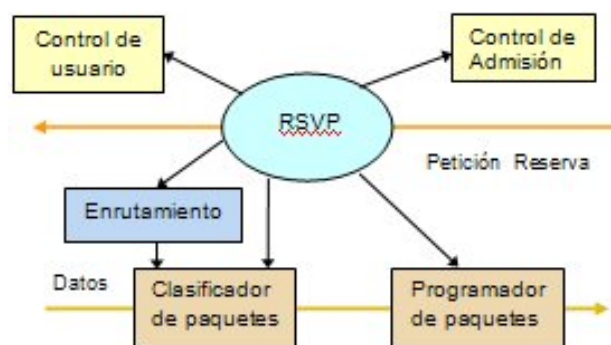 Control de
usuario
Control de
Admisión
RSVP
Petición Reserva
Enrutamiento
Datos
Clasificador
de paquetes
Programador
de paquetes